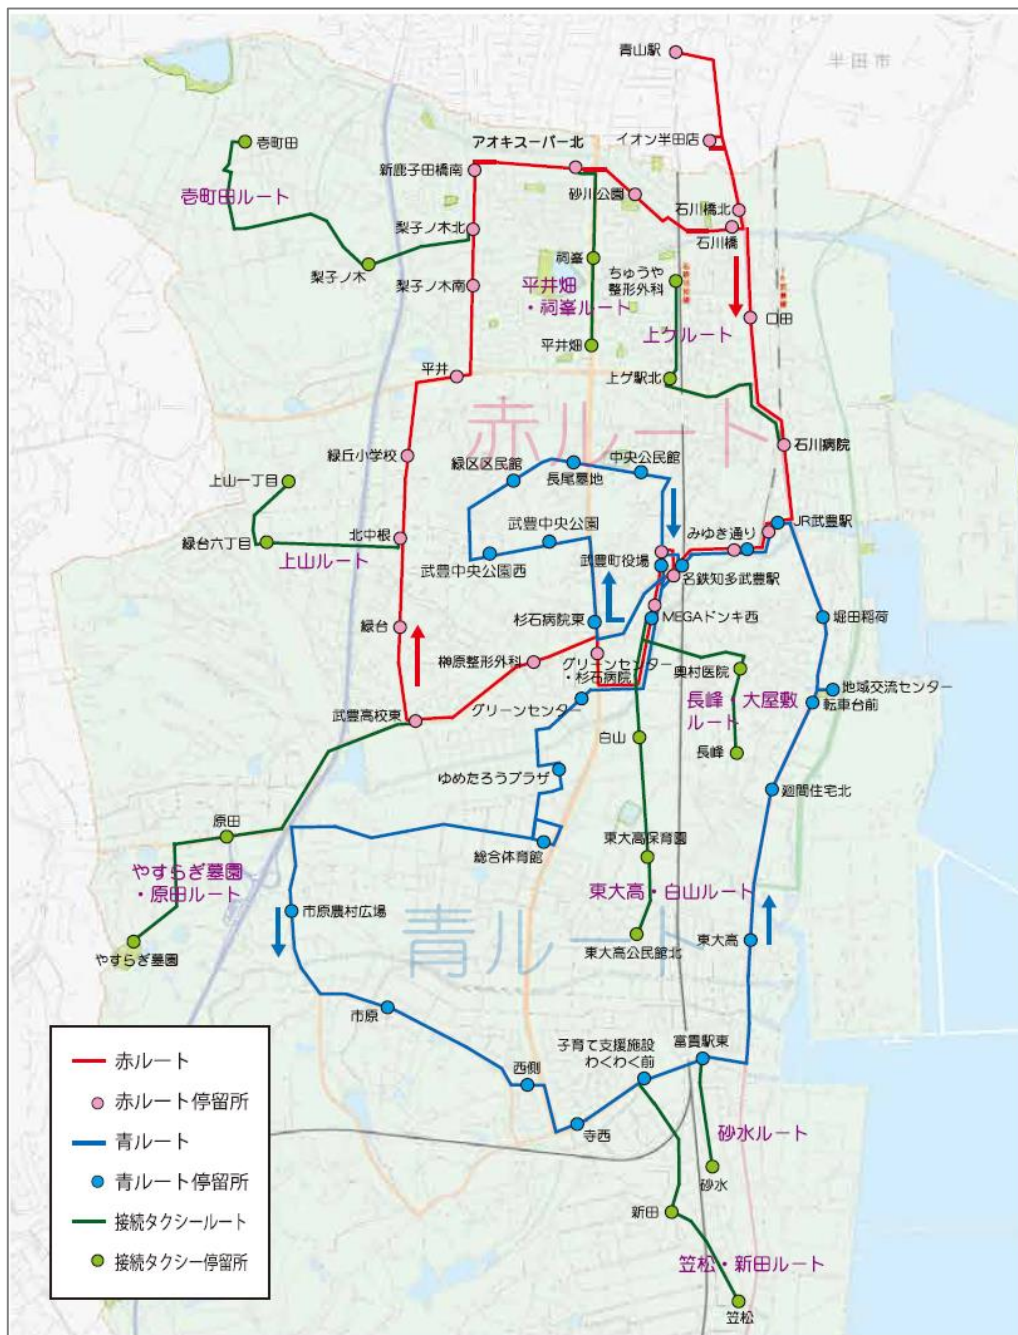 青山駅
半田市
イオン半田店
壱町田
アオキスーパー北
新鹿子田橋南
砂川公園
壱町田ルート
石川橋北
石川橋
梨子ノ木北
梨子ノ木
祠峯
ちゅうや
整形外科
梨子ノ木南
平井畑
・祠峯ルート
上ゲルート
口田
平井畑
平井
上ゲ駅北
赤ルート
石川病院
緑丘小学校
緑区区民館
長尾墓地
中央公民館
上山一丁目
武豊中央公園
みゆき通り
JR武豊駅
緑台六丁目
北中根
上山ルート
武豊中央公園西
武豊町役場
名鉄知多武豊駅
緑台
杉石病院東
MEGAドンキ西
堀田稲荷
榊原整形外科
グリーンセンター
・杉石病院
奥村医院
グリーンセンター
長峰・大屋敷
ルート
地域交流センター
転車台前
武豊高校東
白山
長峰
ゆめたろうプラザ
廻間住宅北
原田
総合体育館
東大高保育園
やすらぎ墓園
・原田ルート
東大高・白山ルート
市原農村広場
青ルート
東大高
やすらぎ墓園
東大高公民館北
市原
子育て支援施設
わくわく前
富貴駅東
西側
寺西
砂水ルート
砂水
新田
笠松・新田ルート
笠松
赤ルート
赤ルート停留所
青ルート
青ルート停留所
接続タクシールート
接続タクシー停留所